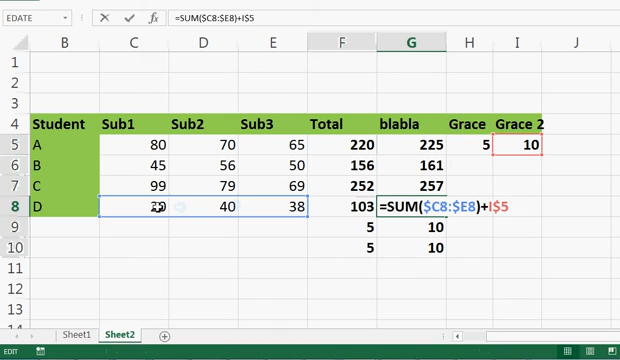 EDATE =SUM($C8:$E8)+I$5
B C D E F G H I J
1
2
3
4 Student Sub1 Sub2 Sub3 Total blabla Grace Grace 2
5 A 80 70 65 220 225 5 10
6 B 45 56 50 156 161
7 C 99 79 69 252 257
8 D 40 38 103 =SUM($C8:$E8)+I$5
9 5 10
10 5 10
11
12
13
Sheet1 Sheet2
EDIT